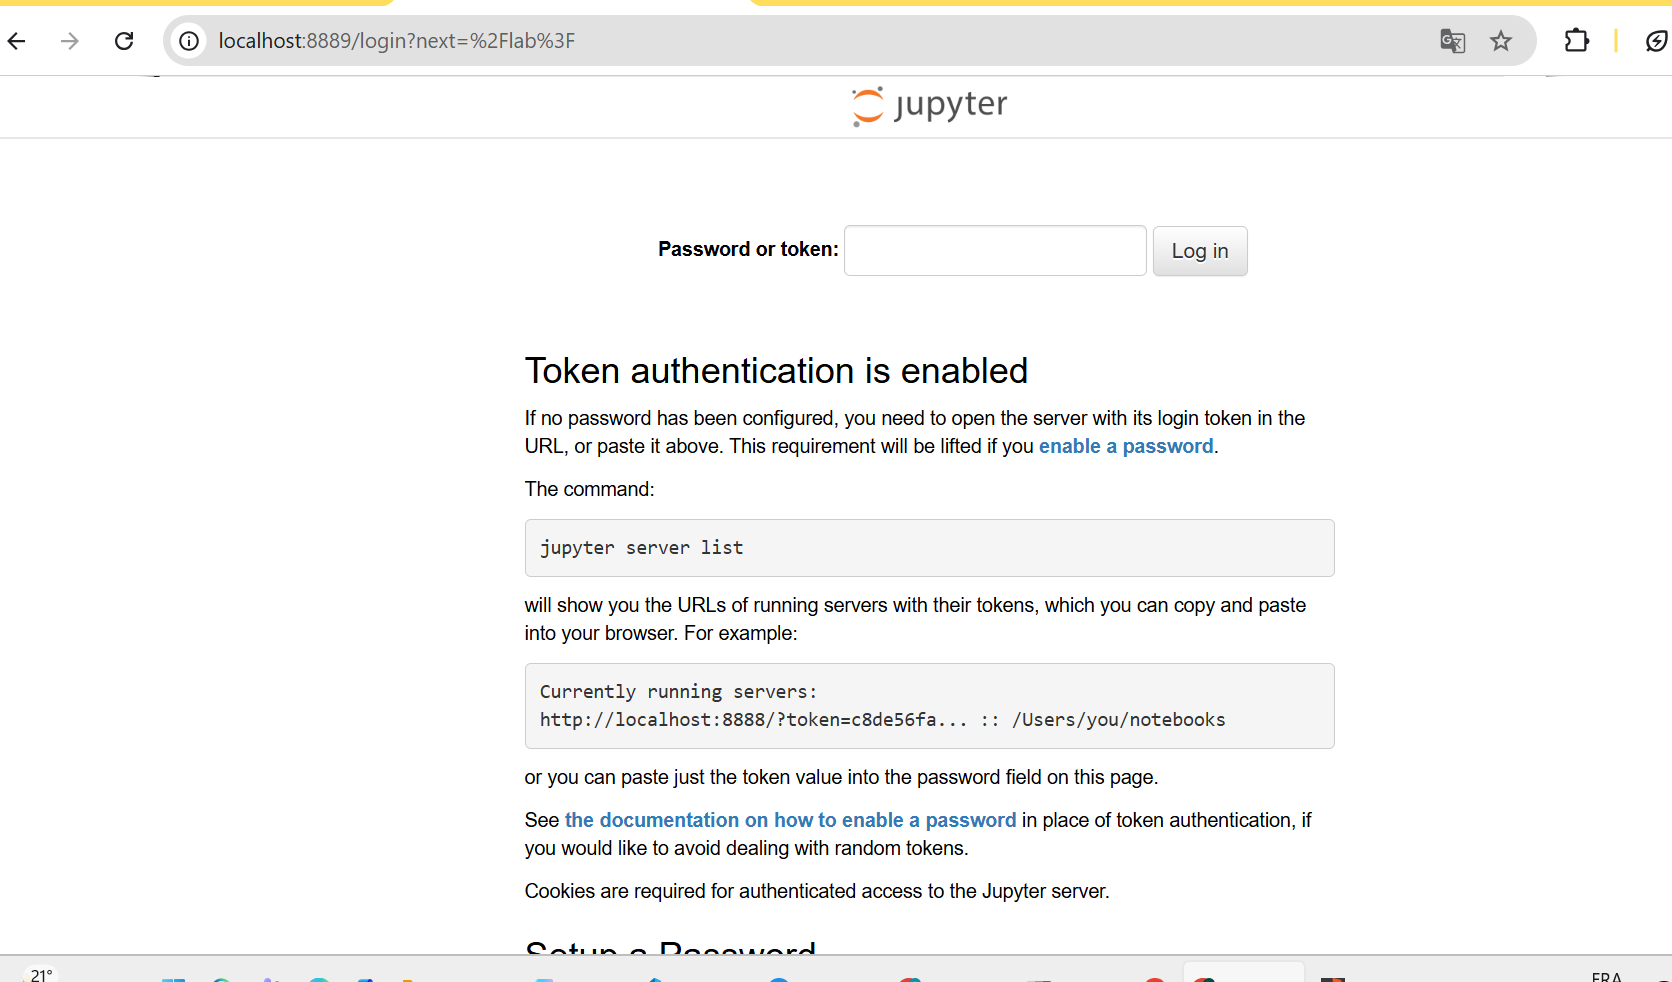 localhost:8889/login?next=%2Flab%3F
jupyter
Password or token:
Log in
Token authentication is enabled
If no password has been configured, you need to open the server with its login token in the
URL, or paste it above. This requirement will be lifted if you enable a password.
The command:
jupyter server list
will show you the URLs of running servers with their tokens, which you can copy and paste
into your browser. For example:
Currently running servers:
http://localhost:8888/?token=c8de56fa... :: /Users/you/notebooks
or you can paste just the token value into the password field on this page.
See the documentation on how to enable a password in place of token authentication, if
you would like to avoid dealing with random tokens.
Cookies are required for authenticated access to the Jupyter server.
Setup a Password
21°
FRA